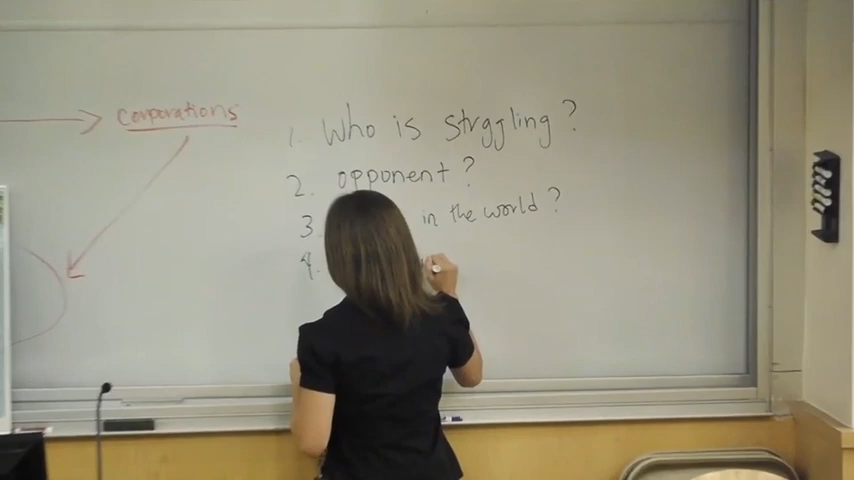 corporations
1. Who is strggling?
2. opponent?
3. in the world?
4.